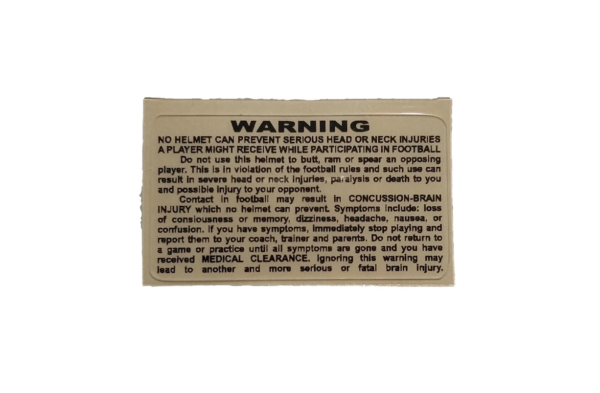 WARNING
NO HELMET CAN PREVENT SERIOUS HEAD OR NECK INJURIES
A PLAYER MIGHT RECEIVE WHILE PARTICIPATING IN FOOTBALL
Do not use this helmet to butt, ram or spear an opposing
player. This is in violation of the football rules and such use can
result in severe head or neck injuries, paralysis or death to you
and possible injury to your opponent.
Contact in football may result in CONCUSSION-BRAIN
INJURY which no helmet can prevent. Symptoms include: loss
of consiousness or memory, dizziness, headache, nausea, or
confusion. If you have symptoms, immediately stop playing and
report them to your coach, trainer and parents. Do not return to
a game or practice until all symptoms are gone and you have
received MEDICAL CLEARANCE. Ignoring this warning may
lead to another and more serious or fatal brain injury.